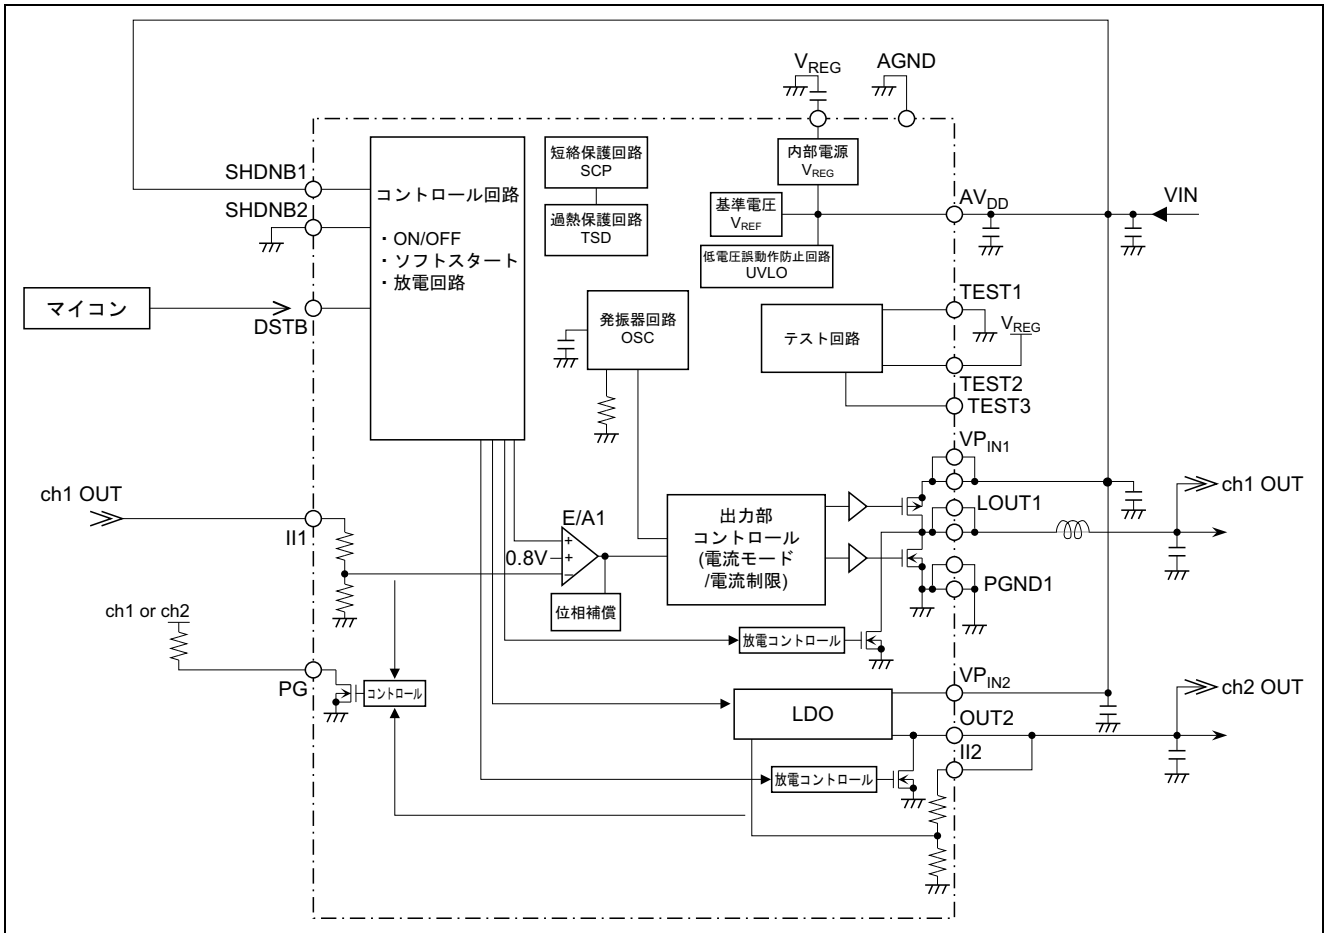 VREG
AGND
SHDNB1
SHDNB2
コントロール回路
・ON/OFF
・ソフトスタート
・放電回路
短絡保護回路
SCP
過熱保護回路
TSD
内部電源
VREG
基準電圧
VREF
低電圧誤動作防止回路
UVLO
AVDD
VIN
マイコン
DSTB
発振器回路
OSC
テスト回路
TEST1
VREG
TEST2
TEST3
VPIN1
ch1 OUT
II1
E/A1
0.8V
+
+
−
位相補償
出力部
コントロール
(電流モード
/電流制限)
LOUT1
ch1 OUT
PGND1
放電コントロール
ch1 or ch2
PG
コントロール
LDO
VPIN2
OUT2
II2
ch2 OUT
放電コントロール